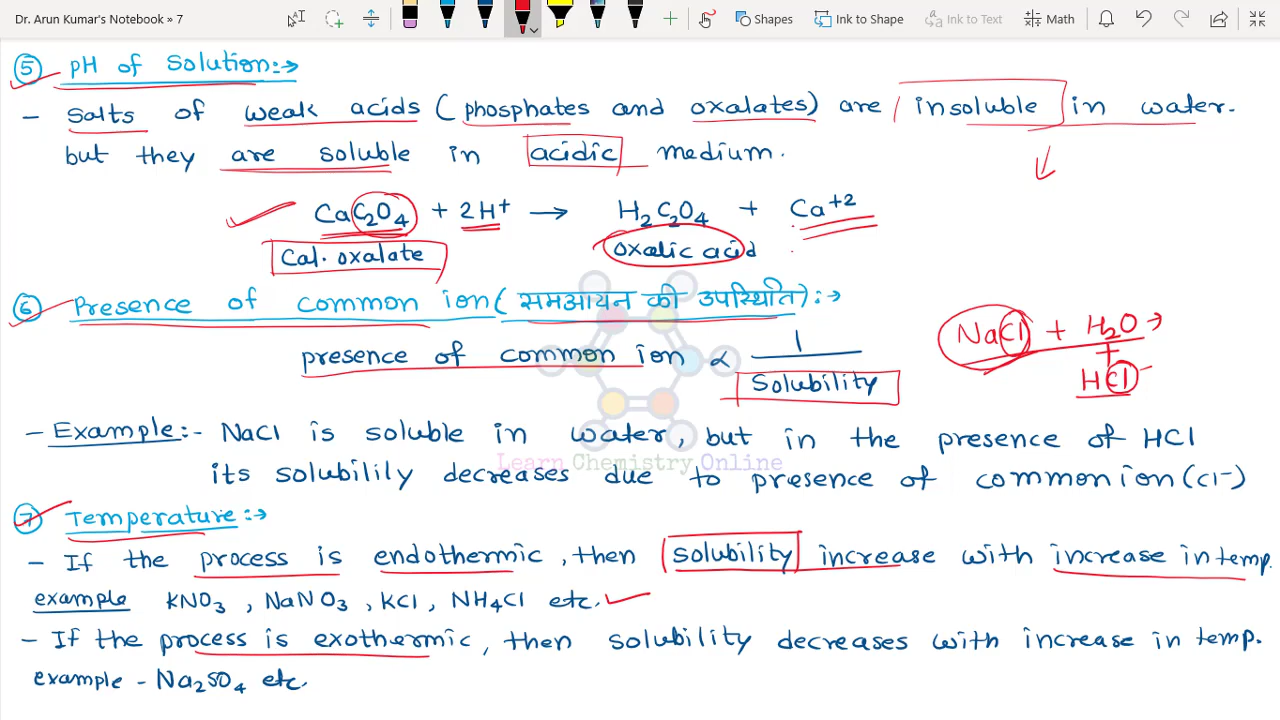 Dr. Arun Kumar's Notebook » 7
Shapes
Ink to Shape
Ink to Text
Math
⑤ pH of Solution:→
- Salts of weak acids (phosphates and oxalates) are insoluble in water.
but they are soluble in acidic medium.
CaC₂O₄ + 2H⁺ → H₂C₂O₄ + Ca⁺²
Cal. oxalate oxalic acid
⑥ Presence of common ion (समआयन की उपस्थिति):→
NaCl + H₂O →
+
HCl⁻
presence of common ion ∝ 1/Solubility
- Example:- NaCl is soluble in water, but in the presence of HCl
its solubilily decreases due to presence of common ion (cl⁻)
Learn Chemistry Online
⑦ Temperature:→
- If the process is endothermic, then solubility increase with increase in temp.
example KNO₃, NaNO₃, KCl, NH₄Cl etc.
- If the process is exothermic, then solubility decreases with increase in temp.
example - Na₂SO₄ etc.